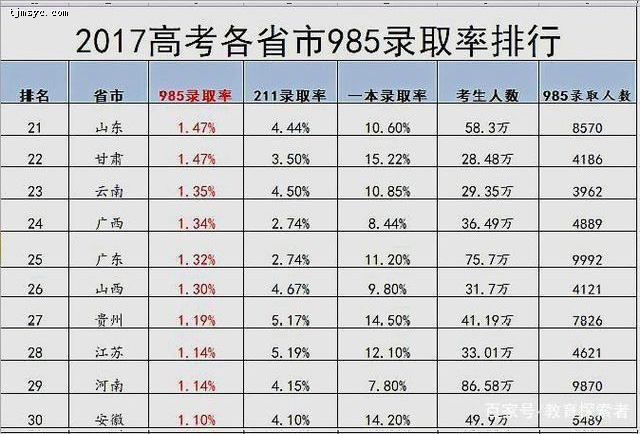 tjmsyc.com
2017高考各省市985录取率排行
排名 省市 985录取率 211录取率 一本录取率 考生人数 985录取人数
21 山东 1.47% 4.44% 10.60% 58.3万 8570
22 甘肃 1.47% 3.50% 15.22% 28.48万 4186
23 云南 1.35% 4.50% 10.85% 29.35万 3962
24 广西 1.34% 2.74% 8.44% 36.49万 4889
25 广东 1.32% 2.74% 11.20% 75.7万 9992
26 山西 1.30% 4.67% 9.80% 31.7万 4121
27 贵州 1.19% 5.17% 14.50% 41.19万 7826
28 江苏 1.14% 5.19% 12.10% 33.01万 4621
29 河南 1.14% 4.15% 7.80% 86.58万 9870
30 安徽 1.10% 4.10% 14.20% 49.9万 5489
百家号·教育探索者